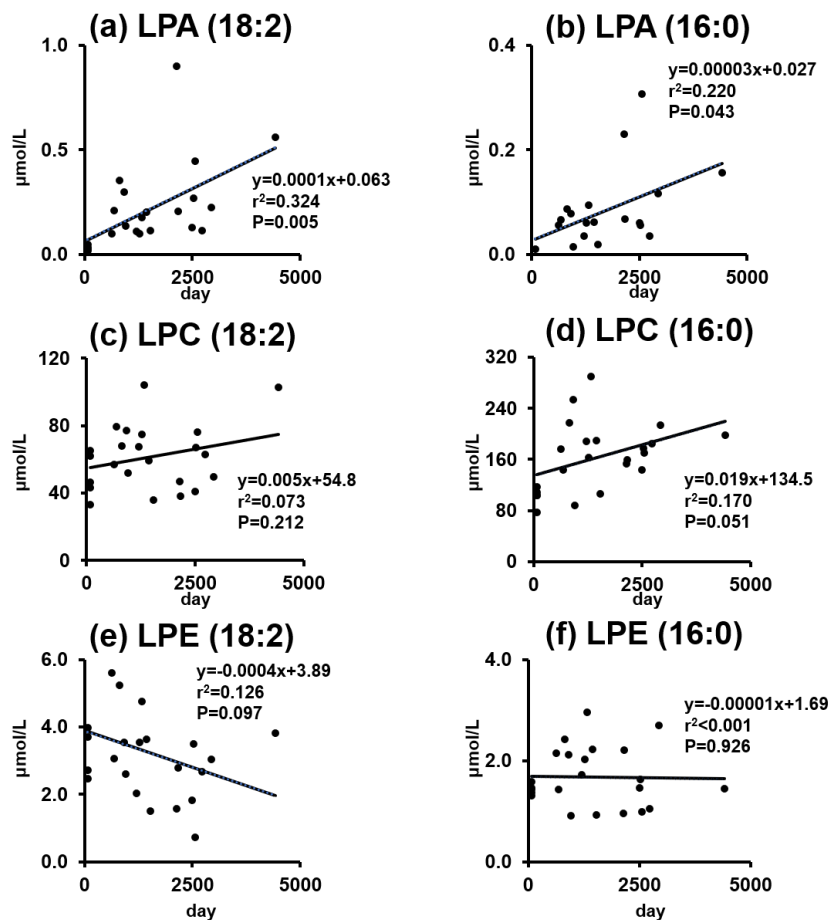 (a) LPA (18:2)
1.0
0.5
0.0
µmol/L
0
2500
5000
day
y=0.0001x+0.063
r²=0.324
P=0.005
(b) LPA (16:0)
0.4
0.2
0.0
µmol/L
0
2500
5000
day
y=0.00003x+0.027
r²=0.220
P=0.043
(c) LPC (18:2)
120
80
40
0
µmol/L
0
2500
5000
day
y=0.005x+54.8
r²=0.073
P=0.212
(d) LPC (16:0)
320
240
160
80
0
µmol/L
0
2500
5000
day
y=0.019x+134.5
r²=0.170
P=0.051
(e) LPE (18:2)
6.0
4.0
2.0
0.0
µmol/L
0
2500
5000
day
y=-0.0004x+3.89
r²=0.126
P=0.097
(f) LPE (16:0)
4.0
2.0
0.0
µmol/L
0
2500
5000
day
y=-0.00001x+1.69
r²<0.001
P=0.926